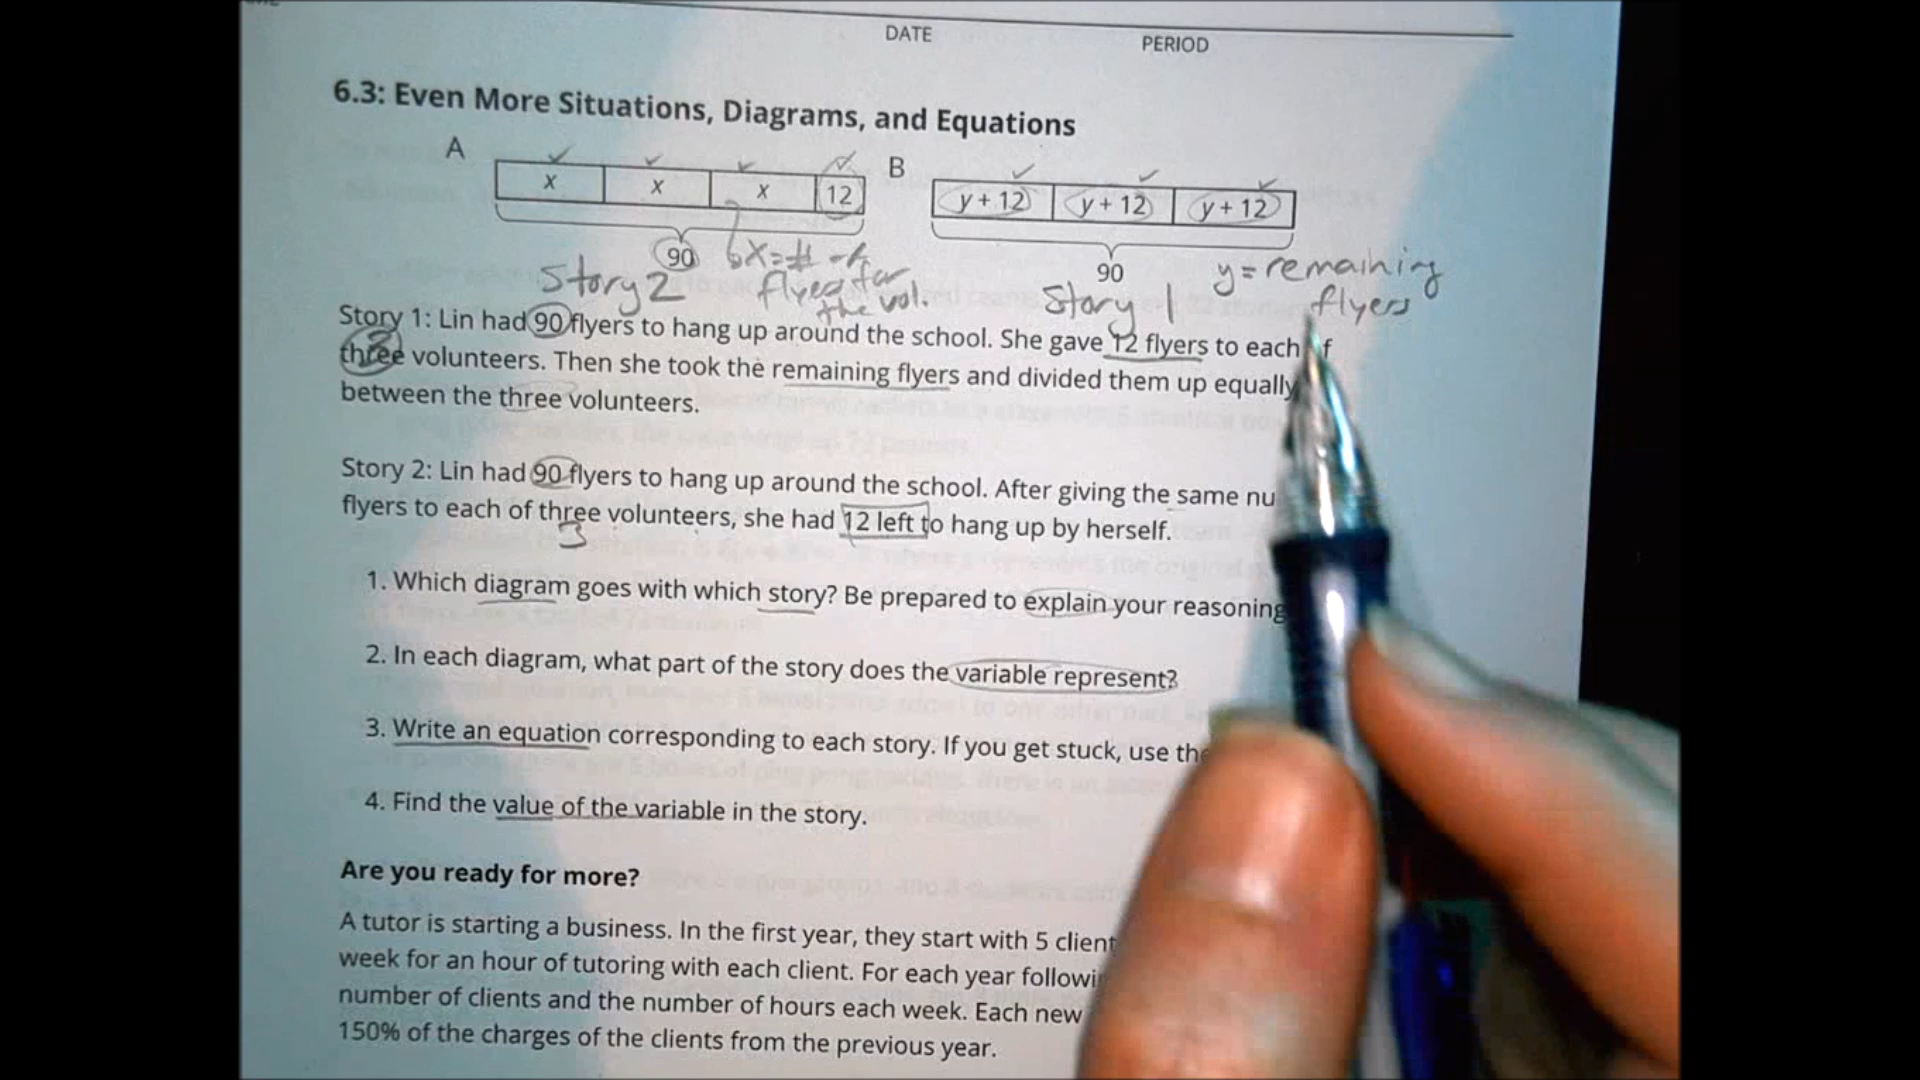 DATE
PERIOD
6.3: Even More Situations, Diagrams, and Equations
A
B
x x x 12
y + 12 y + 12 y + 12
90
90
Story 2
x = #
flyers for
the vol.
Story 1
y = remaining
flyers
Story 1: Lin had 90 flyers to hang up around the school. She gave 12 flyers to each
three volunteers. Then she took the remaining flyers and divided them up equally
between the three volunteers.
Story 2: Lin had 90 flyers to hang up around the school. After giving the same nu
flyers to each of three volunteers, she had 12 left to hang up by herself.
3
1. Which diagram goes with which story? Be prepared to explain your reasoning
2. In each diagram, what part of the story does the variable represent?
3. Write an equation corresponding to each story. If you get stuck, use the
4. Find the value of the variable in the story.
Are you ready for more?
A tutor is starting a business. In the first year, they start with 5 client
week for an hour of tutoring with each client. For each year followi
number of clients and the number of hours each week. Each new
150% of the charges of the clients from the previous year.